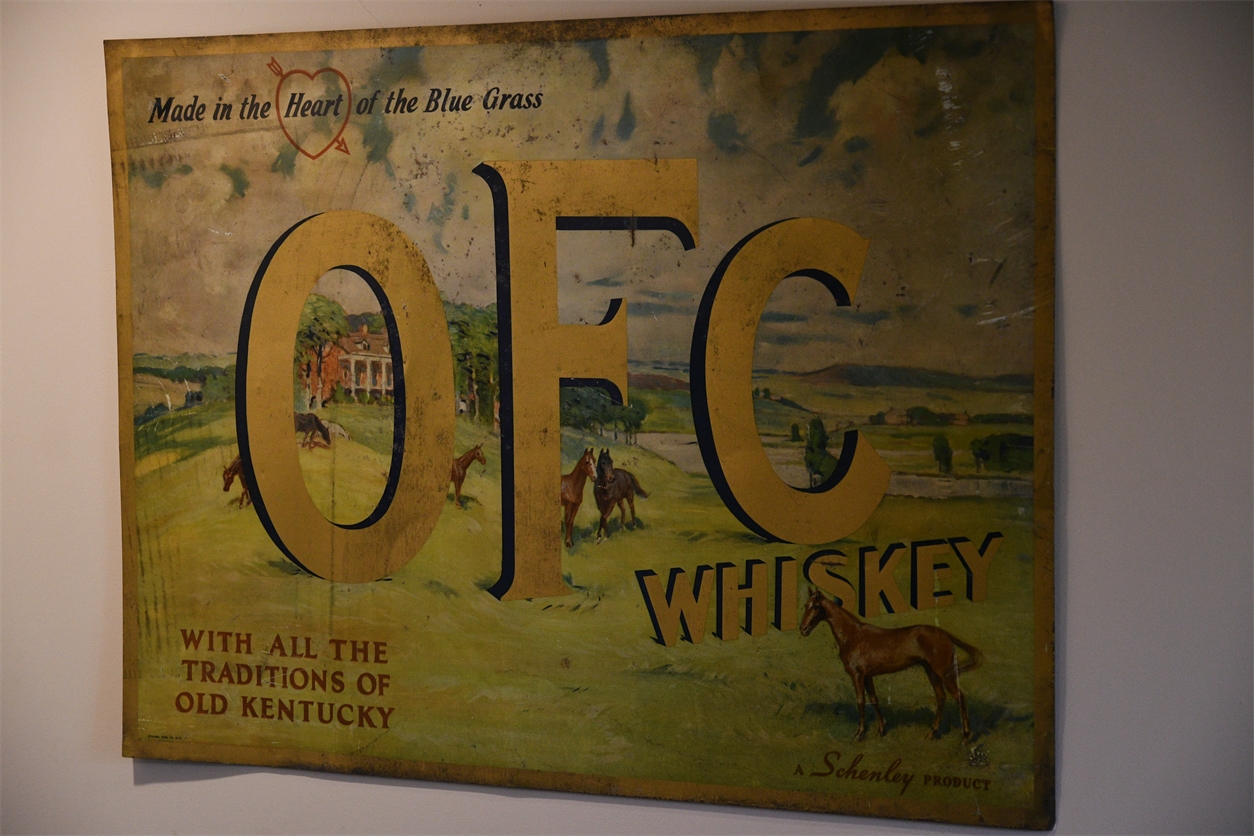 Made in the Heart of the Blue Grass
OFC
WHISKEY
WITH ALL THE
TRADITIONS OF
OLD KENTUCKY
A Schenley PRODUCT